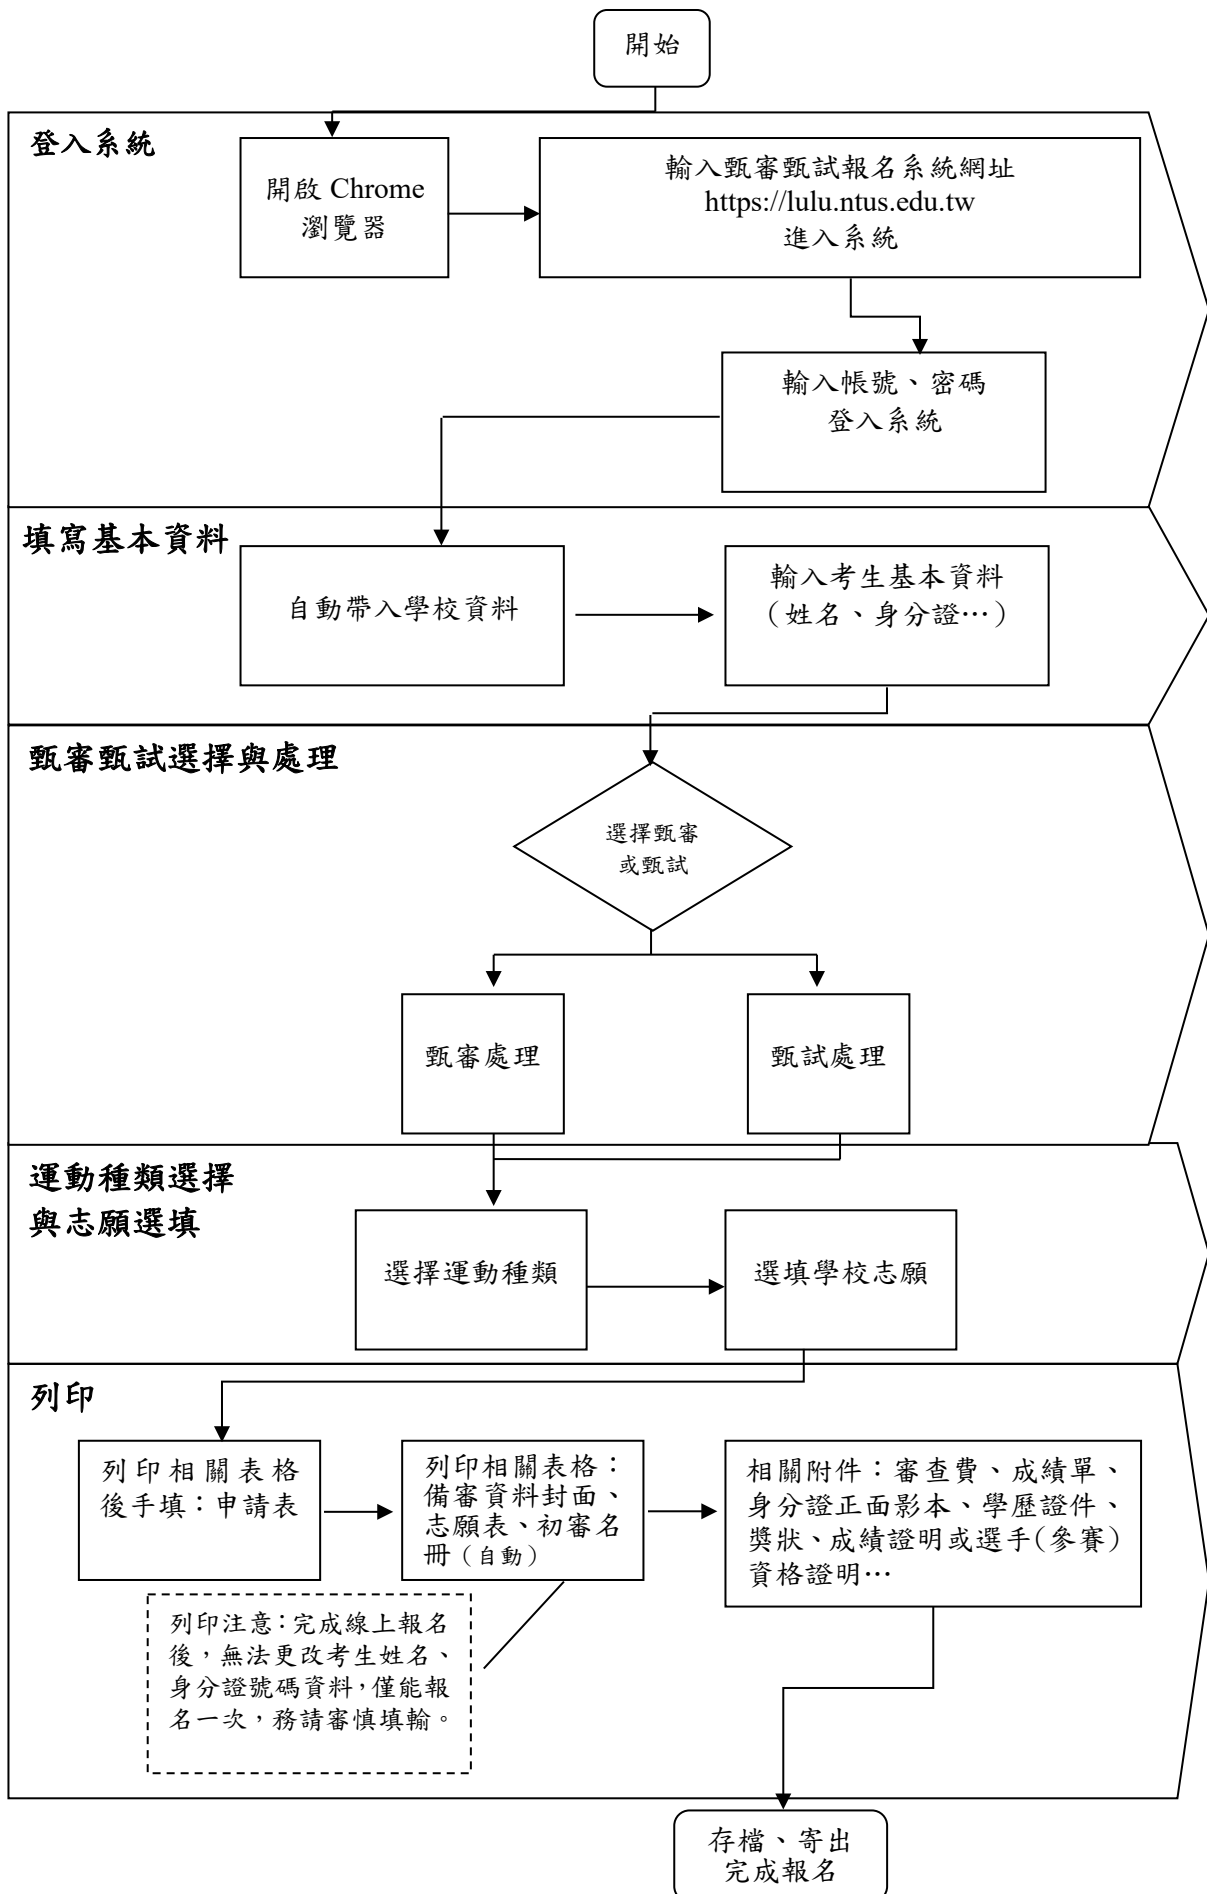 開始
登入系統
開啟 Chrome
瀏覽器
輸入甄審甄試報名系統網址
https://lulu.ntus.edu.tw
進入系統
輸入帳號、密碼
登入系統
填寫基本資料
自動帶入學校資料
輸入考生基本資料
（姓名、身分證…）
甄審甄試選擇與處理
選擇甄審
或甄試
甄審處理
甄試處理
運動種類選擇
與志願選填
選擇運動種類
選填學校志願
列印
列印相關表格
後手填：申請表
列印相關表格：
備審資料封面、
志願表、初審名
冊（自動）
相關附件：審查費、成績單、
身分證正面影本、學歷證件、
獎狀、成績證明或選手(參賽)
資格證明…
列印注意：完成線上報名
後，無法更改考生姓名、
身分證號碼資料，僅能報
名一次，務請審慎填輸。
存檔、寄出
完成報名